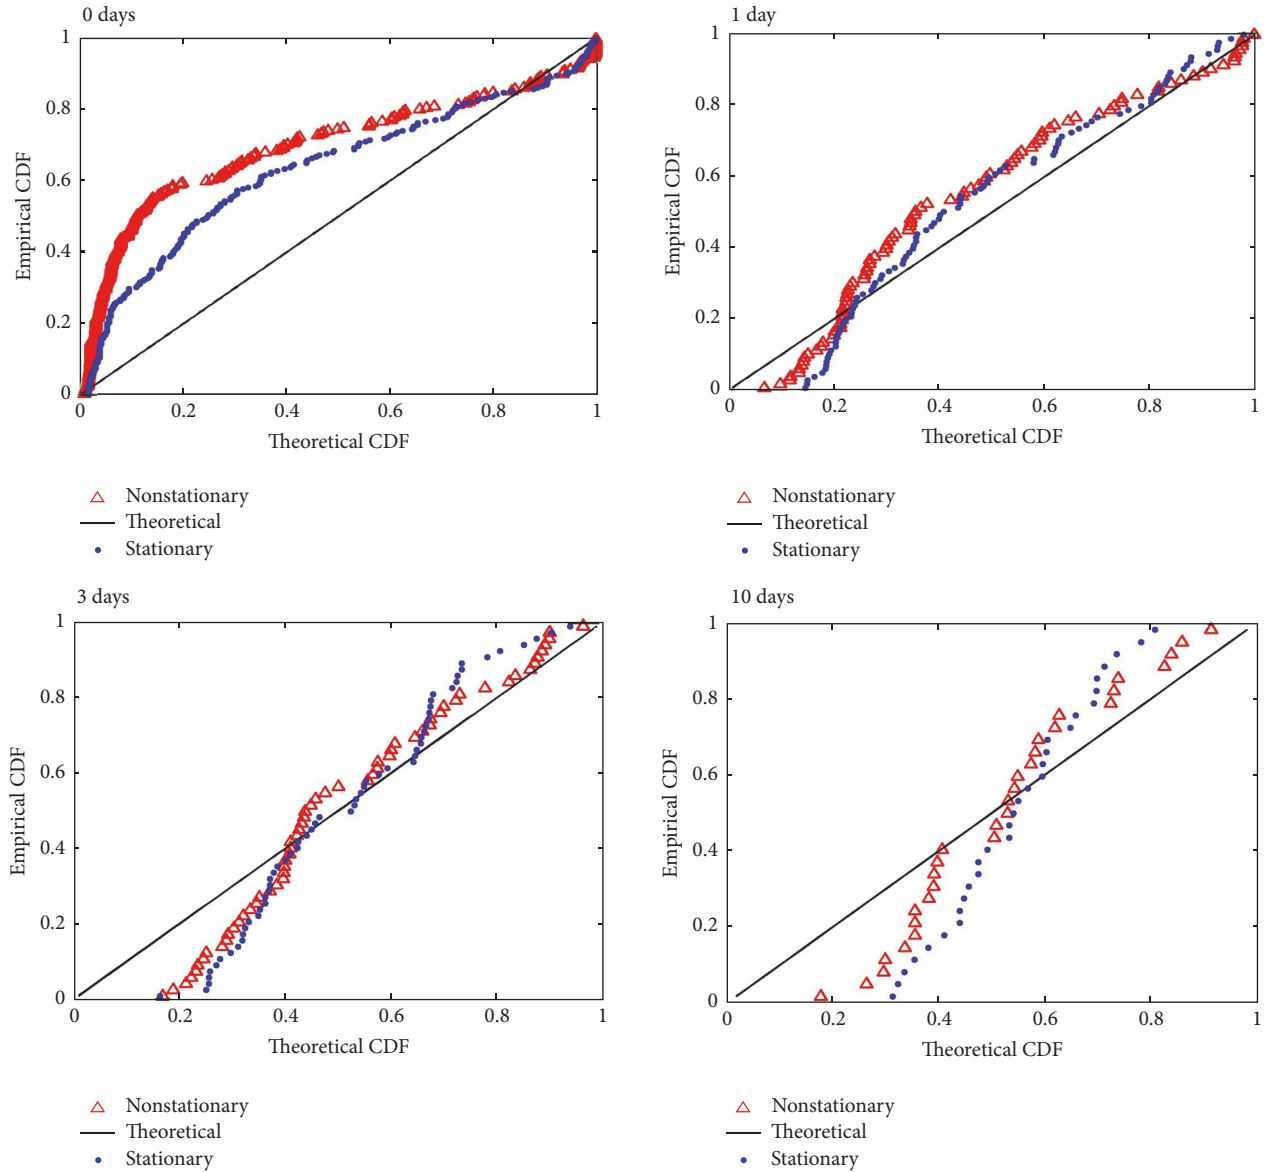 0 days
1
0.8
0.6
0.4
0.2
0
Empirical CDF
0 0.2 0.4 0.6 0.8 1
Theoretical CDF
Nonstationary
Theoretical
Stationary
1 day
1
0.8
0.6
0.4
0.2
0
Empirical CDF
0 0.2 0.4 0.6 0.8 1
Theoretical CDF
Nonstationary
Theoretical
Stationary
3 days
1
0.8
0.6
0.4
0.2
0
Empirical CDF
0 0.2 0.4 0.6 0.8 1
Theoretical CDF
Nonstationary
Theoretical
Stationary
10 days
1
0.8
0.6
0.4
0.2
0
Empirical CDF
0 0.2 0.4 0.6 0.8 1
Theoretical CDF
Nonstationary
Theoretical
Stationary